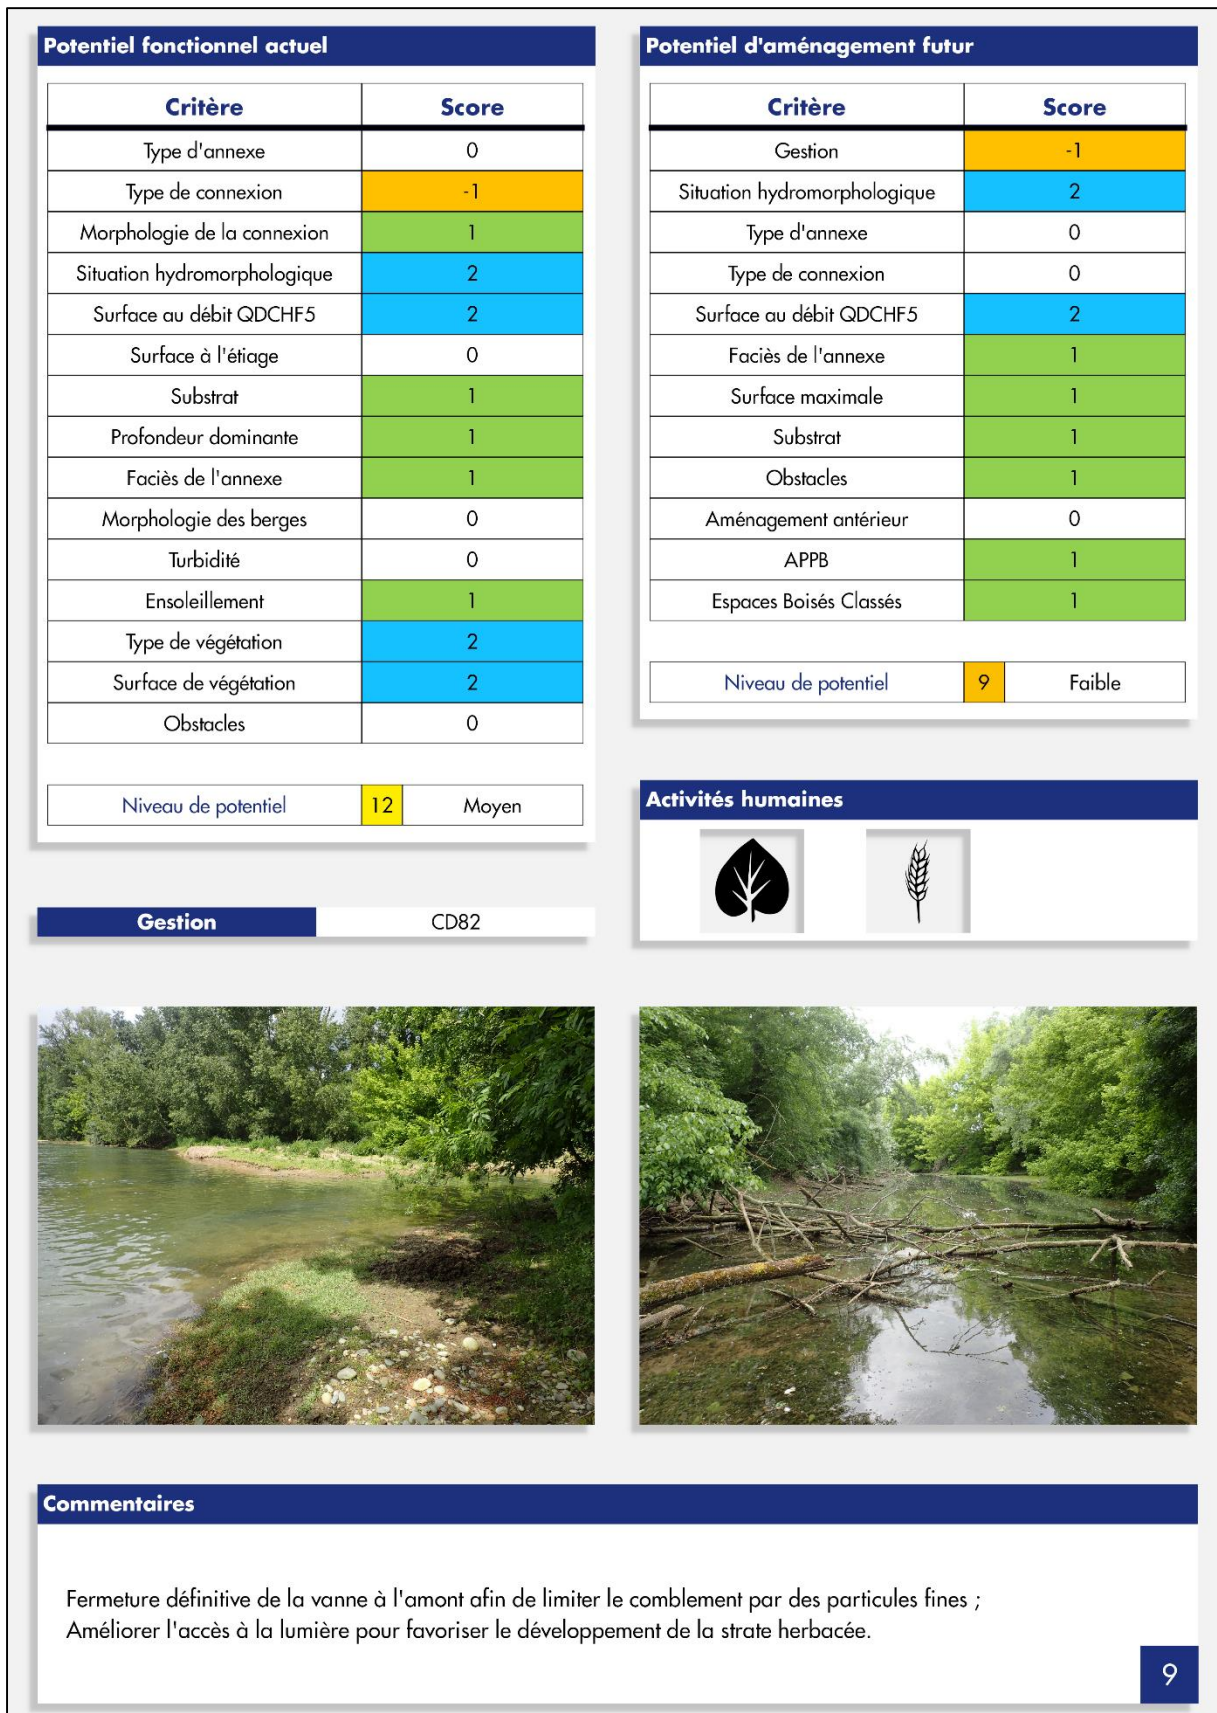 Potentiel fonctionnel actuel
Critère Score
Type d'annexe 0
Type de connexion -1
Morphologie de la connexion 1
Situation hydromorphologique 2
Surface au débit QDCHF5 2
Surface à l'étiage 0
Substrat 1
Profondeur dominante 1
Faciès de l'annexe 1
Morphologie des berges 0
Turbidité 0
Ensoleillement 1
Type de végétation 2
Surface de végétation 2
Obstacles 0
Niveau de potentiel 12 Moyen
Gestion CD82
Potentiel d'aménagement futur
Critère Score
Gestion -1
Situation hydromorphologique 2
Type d'annexe 0
Type de connexion 0
Surface au débit QDCHF5 2
Faciès de l'annexe 1
Surface maximale 1
Substrat 1
Obstacles 1
Aménagement antérieur 0
APPB 1
Espaces Boisés Classés 1
Niveau de potentiel 9 Faible
Activités humaines
Commentaires
Fermeture définitive de la vanne à l'amont afin de limiter le comblement par des particules fines ;
Améliorer l'accès à la lumière pour favoriser le développement de la strate herbacée.
9